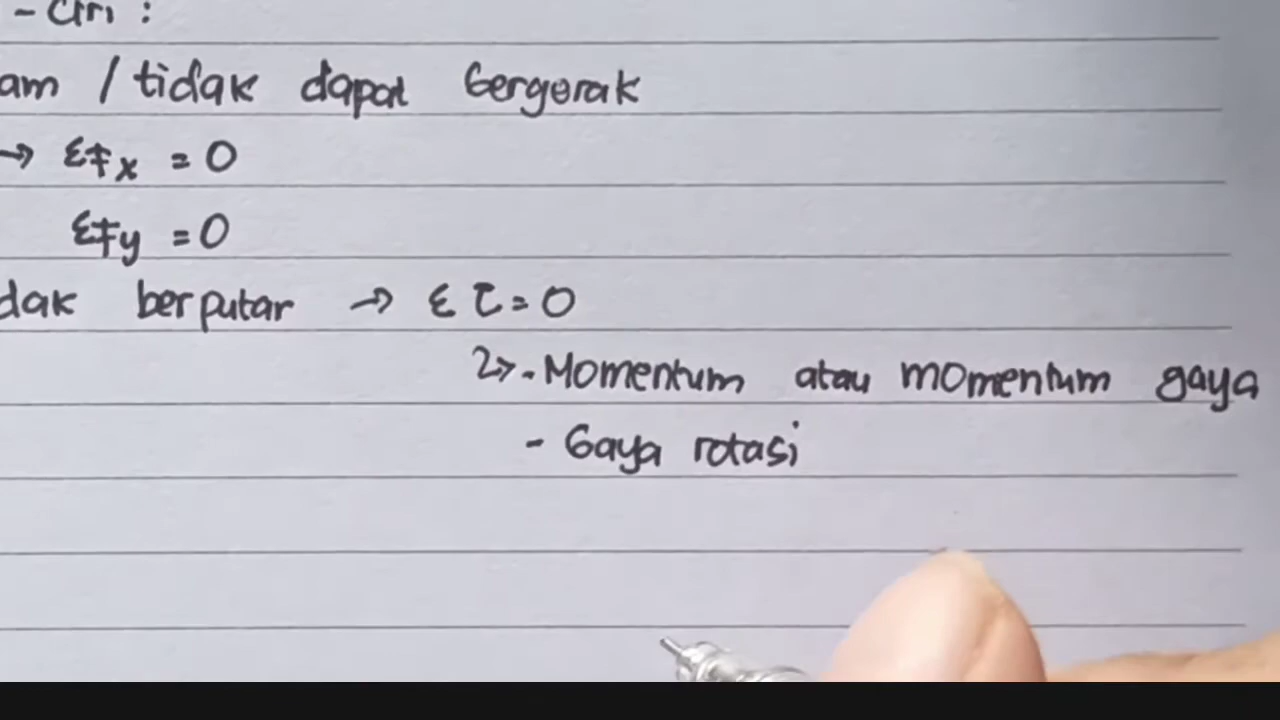 - Ciri :
am / tidak dapat bergerak
→ ΣFx = 0
ΣFy = 0
dak berputar → Στ = 0
↳ - Momentum atau momentum gaya
- Gaya rotasi